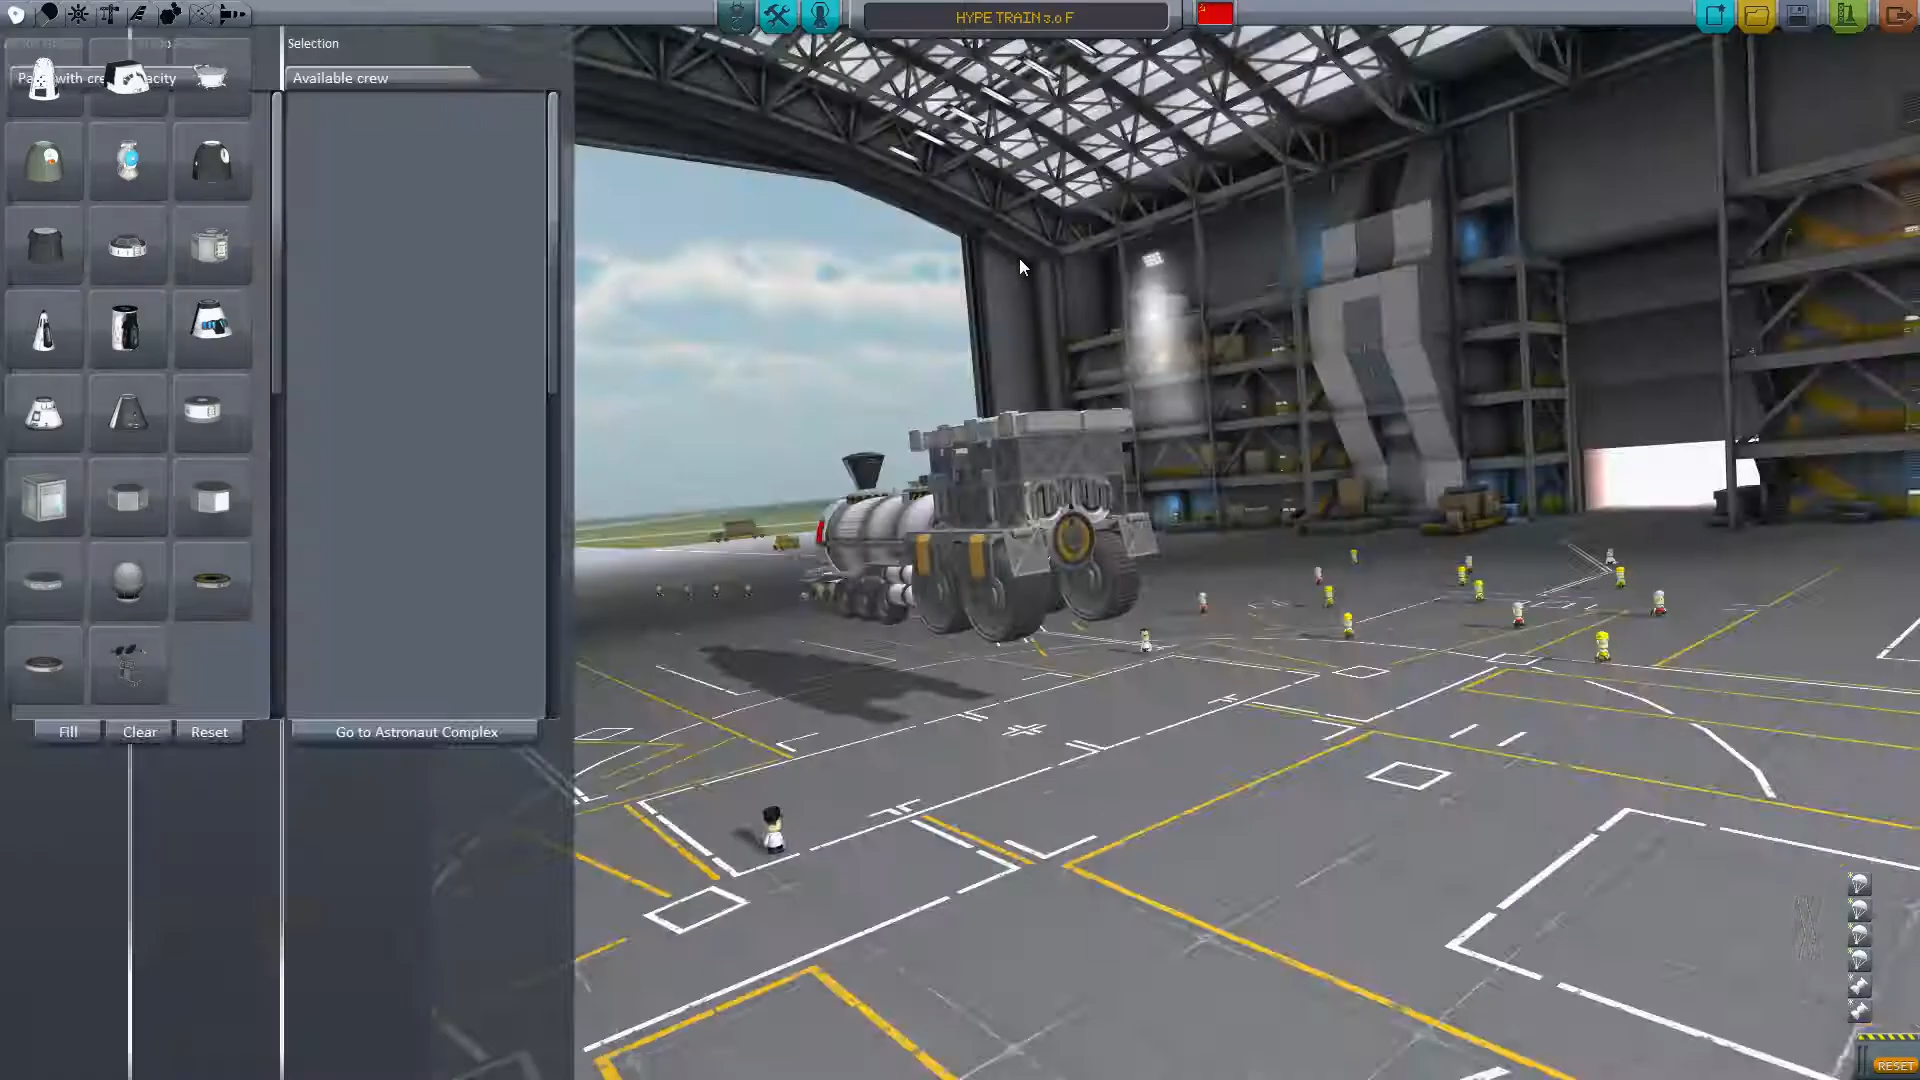 HYPE TRAIN 3.0 F
Selection
Available crew
Fill
Clear
Reset
Go to Astronaut Complex
RESET